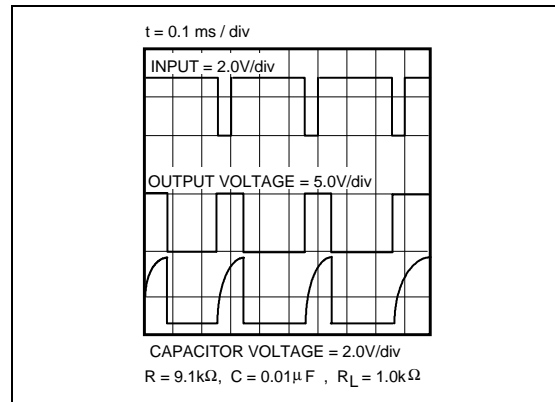 t = 0.1 ms / div
INPUT = 2.0V/div
OUTPUT VOLTAGE = 5.0V/div
CAPACITOR VOLTAGE = 2.0V/div
R = 9.1kΩ, C = 0.01µF , RL = 1.0kΩ